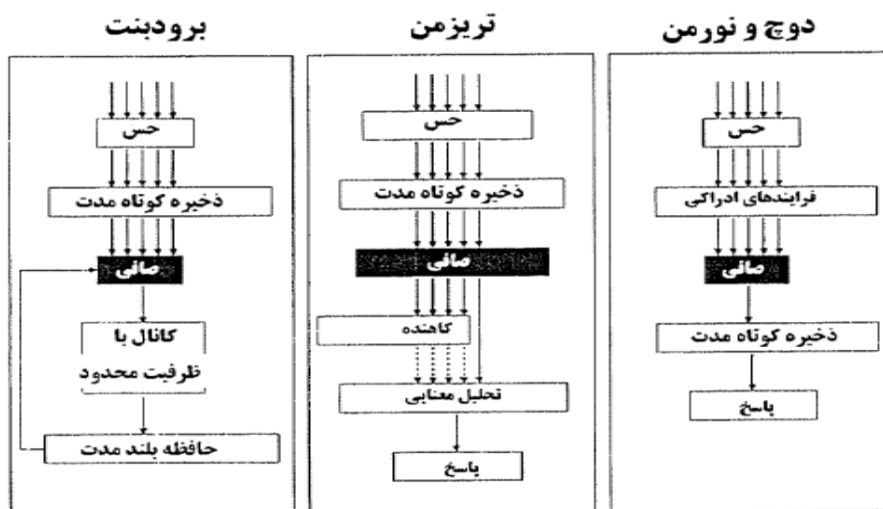 دوچ و نورمن
حس
فرایندهای ادراکی
صافی
ذخیره کوتاه مدت
پاسخ
تریزمن
حس
ذخیره کوتاه مدت
صافی
کاهنده
تحلیل معنایی
پاسخ
برودبنت
حس
ذخیره کوتاه مدت
صافی
کانال با
ظرفیت محدود
حافظه بلند مدت